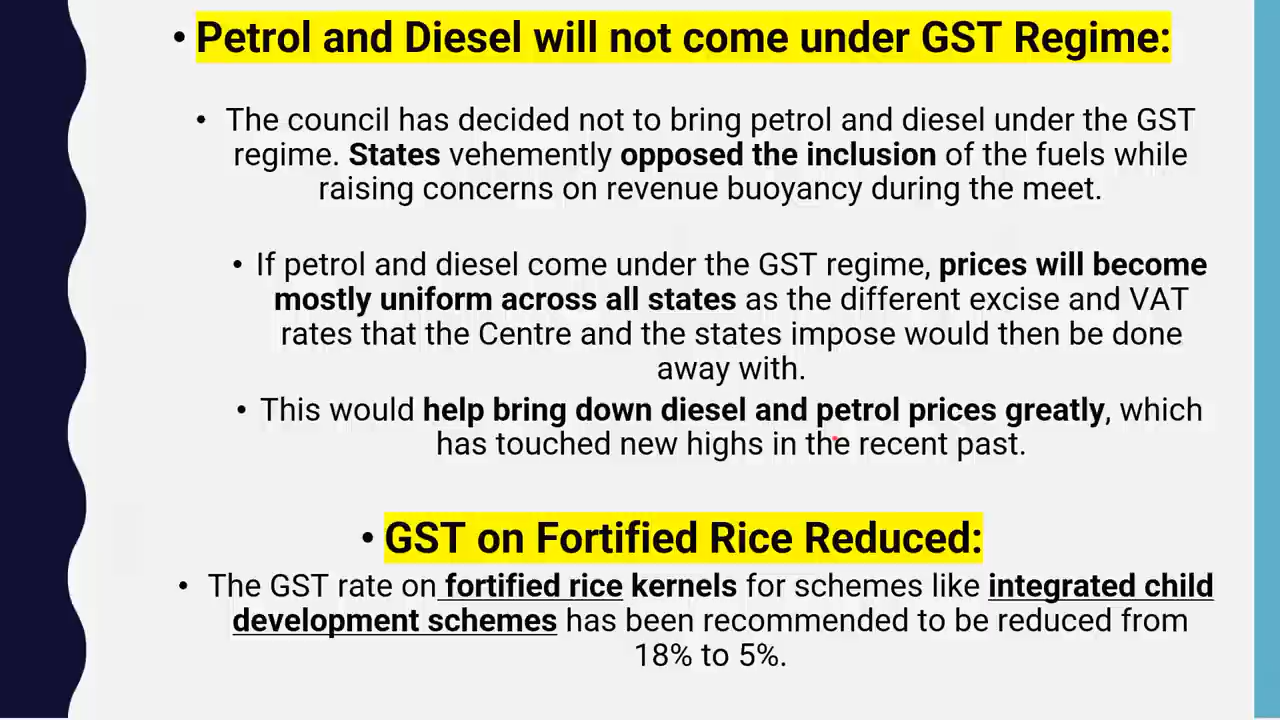 • Petrol and Diesel will not come under GST Regime:
• The council has decided not to bring petrol and diesel under the GST
regime. States vehemently opposed the inclusion of the fuels while
raising concerns on revenue buoyancy during the meet.
• If petrol and diesel come under the GST regime, prices will become
mostly uniform across all states as the different excise and VAT
rates that the Centre and the states impose would then be done
away with.
• This would help bring down diesel and petrol prices greatly, which
has touched new highs in the recent past.
• GST on Fortified Rice Reduced:
• The GST rate on fortified rice kernels for schemes like integrated child
development schemes has been recommended to be reduced from
18% to 5%.